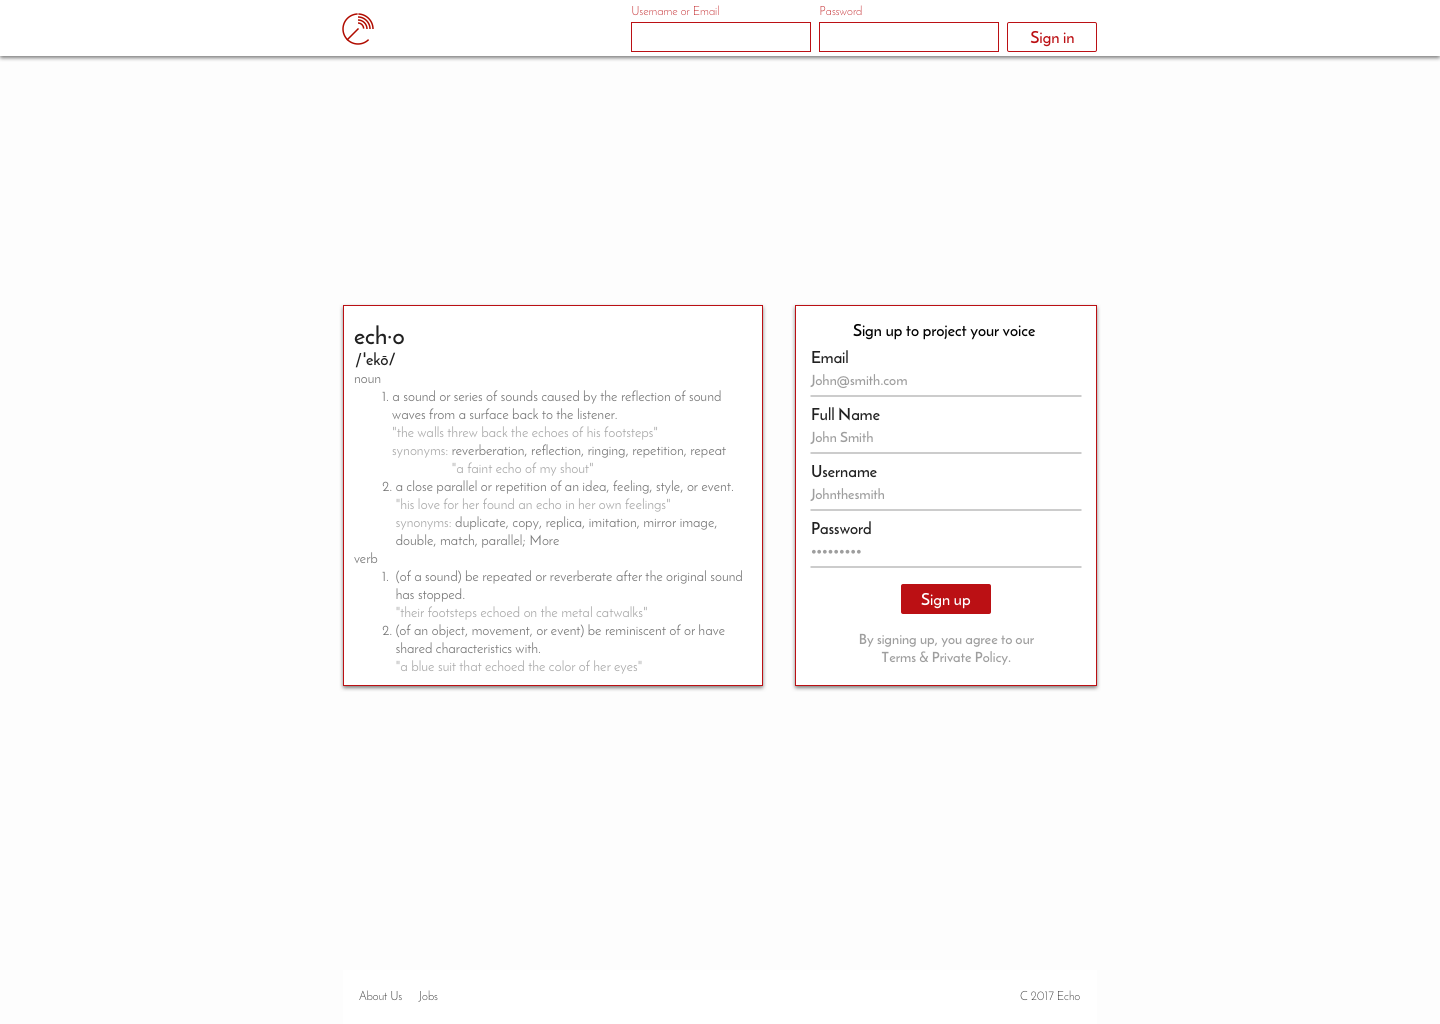 Username or Email
Password
Sign in
ech·o
/ˈekō/
noun
1. a sound or series of sounds caused by the reflection of sound
waves from a surface back to the listener.
"the walls threw back the echoes of his footsteps"
synonyms: reverberation, reflection, ringing, repetition, repeat
"a faint echo of my shout"
2. a close parallel or repetition of an idea, feeling, style, or event.
"his love for her found an echo in her own feelings"
synonyms: duplicate, copy, replica, imitation, mirror image,
double, match, parallel; More
verb
1. (of a sound) be repeated or reverberate after the original sound
has stopped.
"their footsteps echoed on the metal catwalks"
2. (of an object, movement, or event) be reminiscent of or have
shared characteristics with.
"a blue suit that echoed the color of her eyes"
Sign up to project your voice
Email
John@smith.com
Full Name
John Smith
Username
Johnthesmith
Password
•••••••••
Sign up
By signing up, you agree to our
Terms & Private Policy.
About Us
Jobs
C 2017 Echo